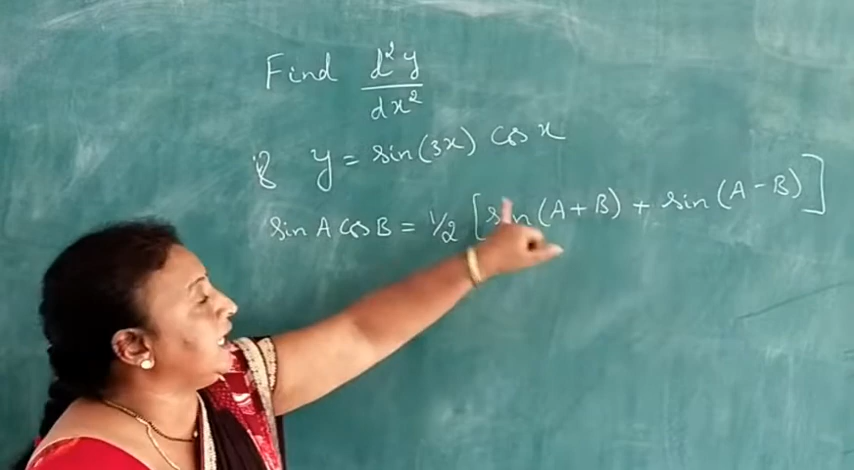 Find d²y/dx²
if y = sin(3x) cos x
sin A cos B = 1/2 [sin(A + B) + sin(A - B)]